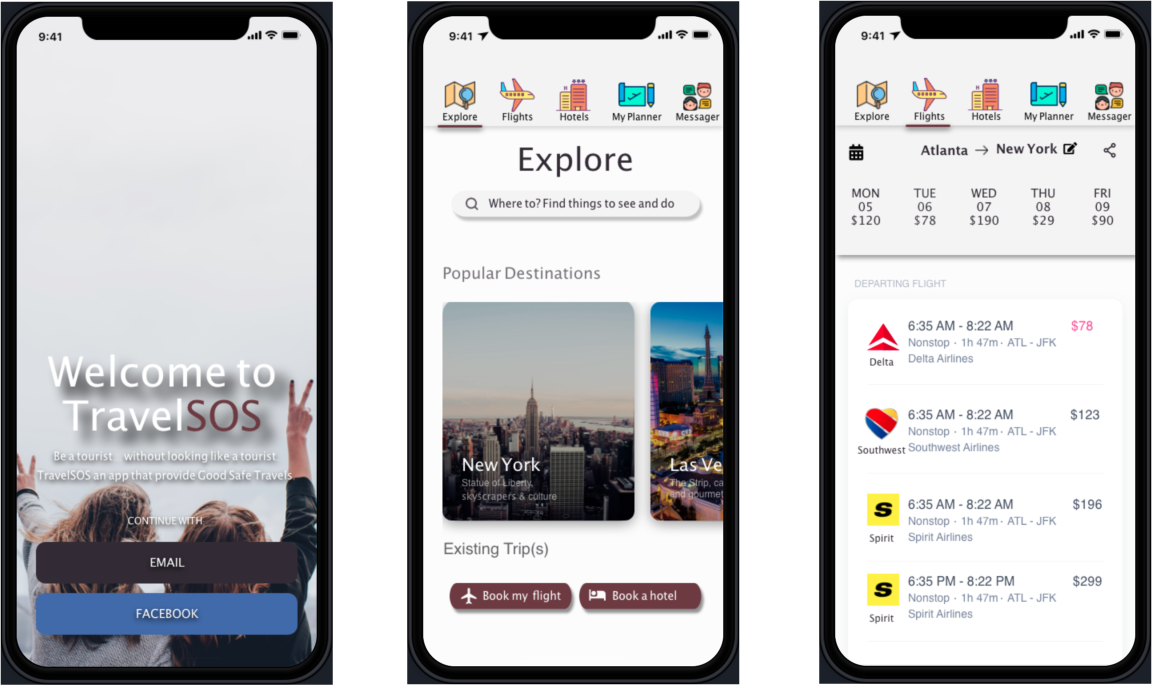 9:41
Welcome to
TravelSOS
Be a tourist without looking like a tourist
TravelSOS an app that provide Good Safe Travels
CONTINUE WITH
EMAIL
FACEBOOK
9:41
Explore Flights Hotels My Planner Messager
Explore
Where to? Find things to see and do
Popular Destinations
New York
Statue of Liberty,
skyscrapers & culture
Las Ve
The Strip, ca
and gourmet
Existing Trip(s)
Book my flight Book a hotel
9:41
Explore Flights Hotels My Planner Messager
Atlanta → New York
MON TUE WED THU FRI
05 06 07 08 09
$120 $78 $190 $29 $90
DEPARTING FLIGHT
6:35 AM - 8:22 AM $78
Nonstop · 1h 47m · ATL - JFK
Delta Delta Airlines
6:35 AM - 8:22 AM $123
Nonstop · 1h 47m · ATL - JFK
Southwest Southwest Airlines
6:35 AM - 8:22 AM $196
Nonstop · 1h 47m · ATL - JFK
Spirit Spirit Airlines
6:35 PM - 8:22 PM $299
Nonstop · 1h 47m · ATL - JFK
Spirit Spirit Airlines